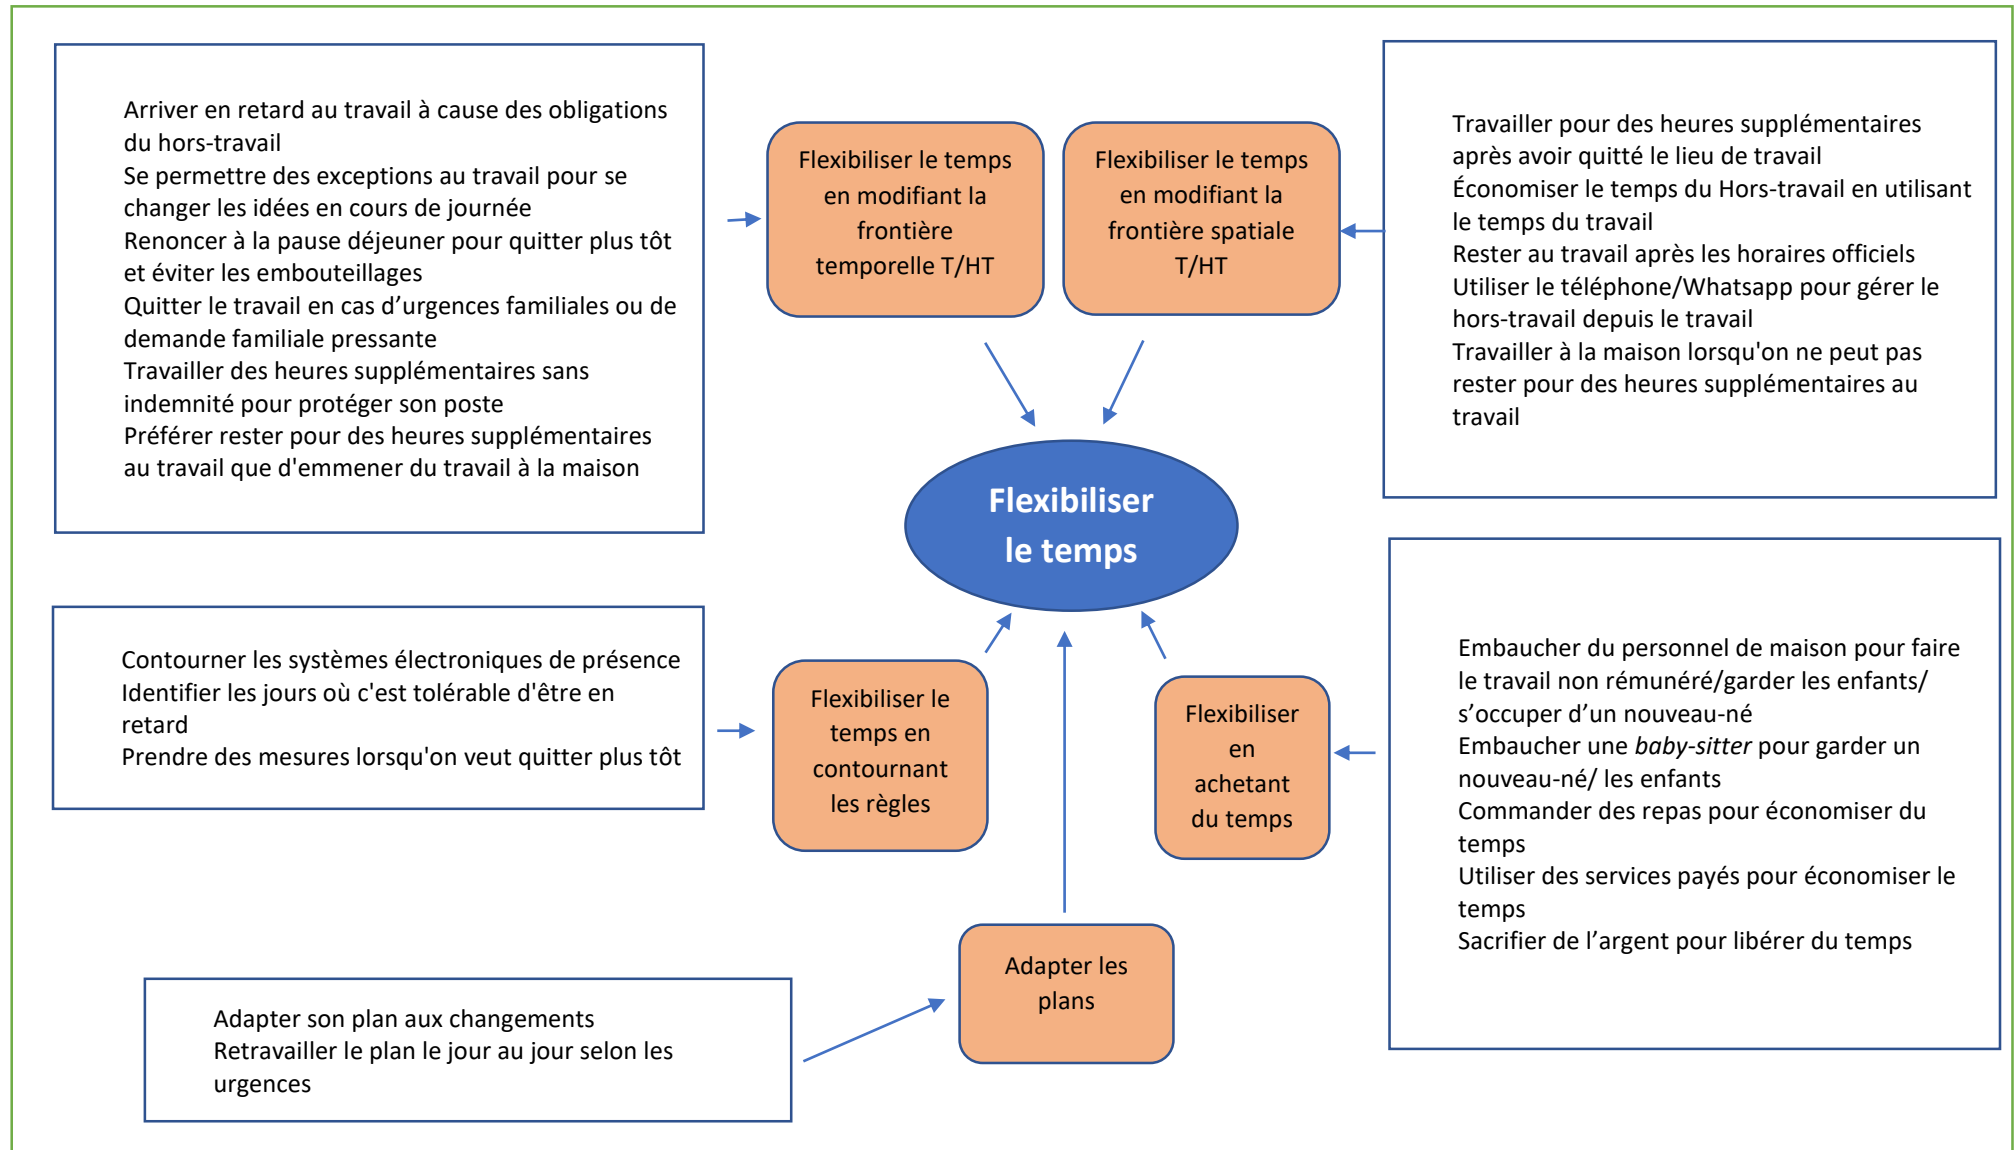 Arriver en retard au travail à cause des obligations
du hors-travail
Se permettre des exceptions au travail pour se
changer les idées en cours de journée
Renoncer à la pause déjeuner pour quitter plus tôt
et éviter les embouteillages
Quitter le travail en cas d’urgences familiales ou de
demande familiale pressante
Travailler des heures supplémentaires sans
indemnité pour protéger son poste
Préférer rester pour des heures supplémentaires
au travail que d'emmener du travail à la maison
Flexibiliser le temps
en modifiant la
frontière
temporelle T/HT
Flexibiliser le temps
en modifiant la
frontière spatiale
T/HT
Travailler pour des heures supplémentaires
après avoir quitté le lieu de travail
Économiser le temps du Hors-travail en utilisant
le temps du travail
Rester au travail après les horaires officiels
Utiliser le téléphone/Whatsapp pour gérer le
hors-travail depuis le travail
Travailler à la maison lorsqu'on ne peut pas
rester pour des heures supplémentaires au
travail
Flexibiliser
le temps
Contourner les systèmes électroniques de présence
Identifier les jours où c'est tolérable d'être en
retard
Prendre des mesures lorsqu'on veut quitter plus tôt
Flexibiliser le
temps en
contournant
les règles
Flexibiliser
en
achetant
du temps
Embaucher du personnel de maison pour faire
le travail non rémunéré/garder les enfants/
s’occuper d’un nouveau-né
Embaucher une baby-sitter pour garder un
nouveau-né/ les enfants
Commander des repas pour économiser du
temps
Utiliser des services payés pour économiser le
temps
Sacrifier de l’argent pour libérer du temps
Adapter les
plans
Adapter son plan aux changements
Retravailler le plan le jour au jour selon les
urgences